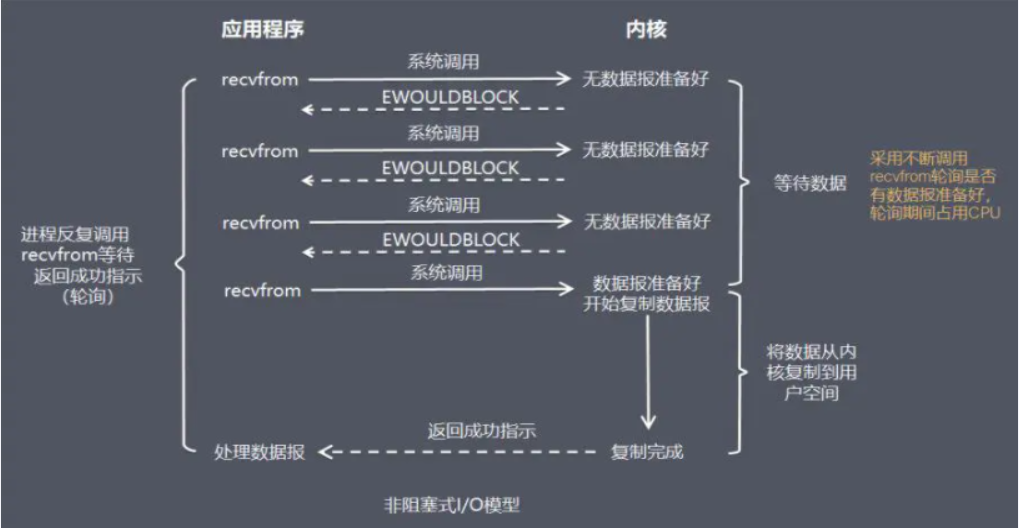 应用程序
内核
系统调用
recvfrom
无数据报准备好
EWOULDBLOCK
系统调用
recvfrom
无数据报准备好
EWOULDBLOCK
系统调用
recvfrom
无数据报准备好
EWOULDBLOCK
系统调用
recvfrom
数据报准备好
开始复制数据报
进程反复调用
recvfrom等待
返回成功指示
（轮询）
等待数据
采用不断调用
recvfrom轮询是否
有数据报准备好，
轮询期间占用CPU
将数据从内
核复制到用
户空间
返回成功指示
处理数据报
复制完成
非阻塞式I/O模型